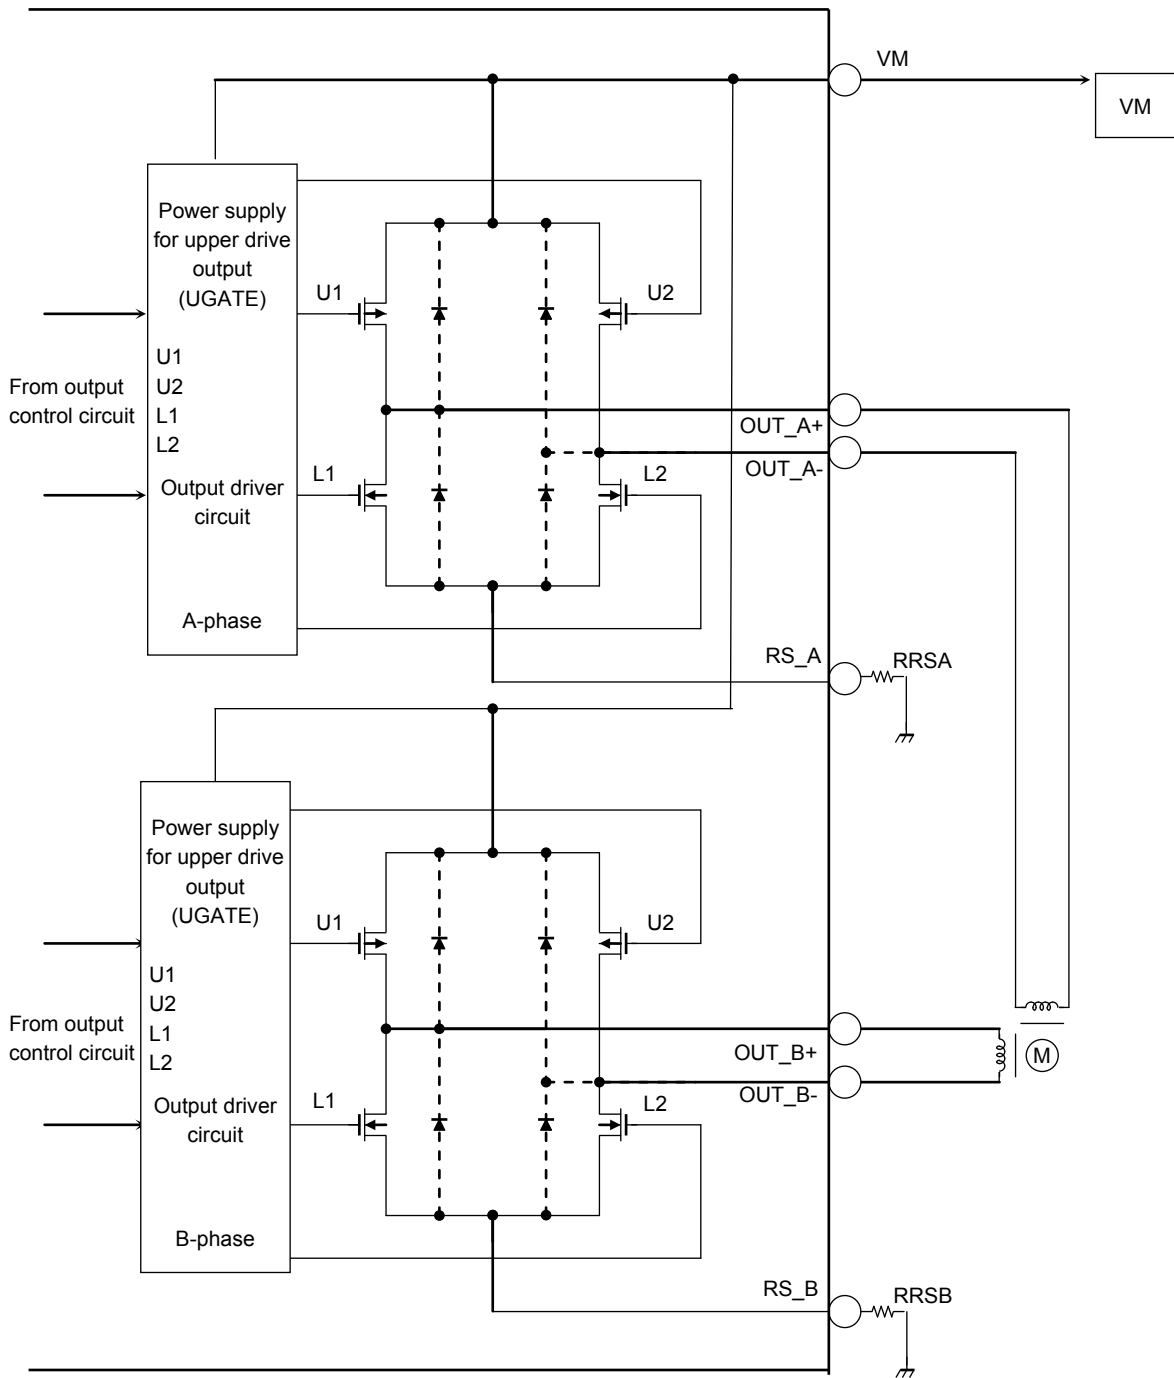 VM
VM
Power supply
for upper drive
output
(UGATE)
U1
U2
U1
U2
L1
L2
From output
control circuit
OUT_A+
OUT_A-
L1
L2
Output driver
circuit
A-phase
RS_A
RRSA
Power supply
for upper drive
output
(UGATE)
U1
U2
U1
U2
L1
L2
From output
control circuit
OUT_B+
M
OUT_B-
L1
L2
Output driver
circuit
B-phase
RS_B
RRSB